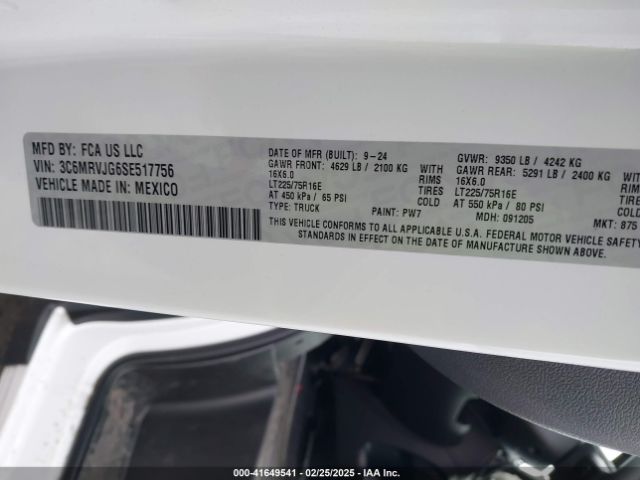 MFD BY: FCA US LLC
VIN: 3C6MRVJG6SE517756
VEHICLE MADE IN: MEXICO
DATE OF MFR (BUILT): 9-24
GAWR FRONT: 4629 LB / 2100 KG
16X6.0
LT225/75R16E
AT 450 kPa / 65 PSI
TYPE: TRUCK
PAINT: PW7
WITH
RIMS
TIRES
COLD
GVWR: 9350 LB / 4242 KG
GAWR REAR: 5291 LB / 2400 KG
16X6.0
LT225/75R16E
AT 550 kPa / 80 PSI
MDH: 091205
WITH
RIMS
TIRES
COLD
MKT: 875
THIS VEHICLE CONFORMS TO ALL APPLICABLE U.S.A. FEDERAL MOTOR VEHICLE SAFETY
STANDARDS IN EFFECT ON THE DATE OF MANUFACTURE SHOWN ABOVE.
000-41649541 / 02/25/2025 - IAA Inc.